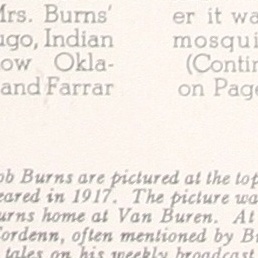 Mrs. Burns'
ugo, Indian
ow Okla-
and Farrar
er it wa
mosqui
(Contin
on Page
ob Burns are pictured at the top
eared in 1917. The picture wa
urns home at Van Buren. At
ordenn, often mentioned by B
tales on his weekly broadcast